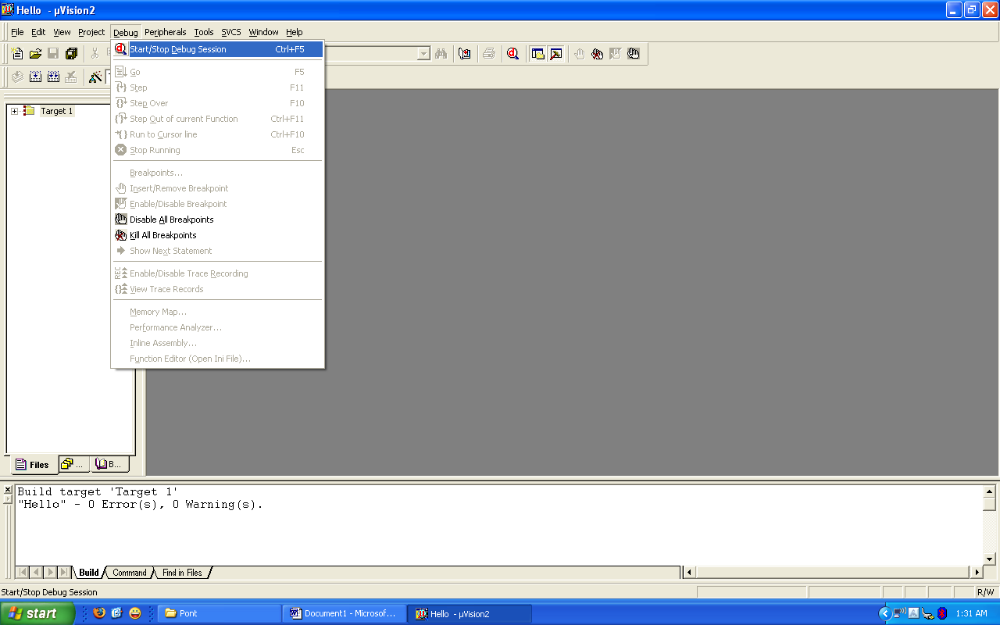 Hello - µVision2
File Edit View Project Debug Peripherals Tools SVCS Window Help
Start/Stop Debug Session Ctrl+F5
Go F5
Step F11
Step Over F10
Step Out of current Function Ctrl+F11
Run to Cursor line Ctrl+F10
Stop Running Esc
Breakpoints...
Insert/Remove Breakpoint
Enable/Disable Breakpoint
Disable All Breakpoints
Kill All Breakpoints
Show Next Statement
Enable/Disable Trace Recording
View Trace Records
Memory Map...
Performance Analyzer...
Inline Assembly...
Function Editor (Open Ini File)...
Target 1
Files ... B...
Build target 'Target 1'
"Hello" - 0 Error(s), 0 Warning(s).
Build Command Find in Files
Start/Stop Debug Session R/W
start Pont Document1 - Microsof... Hello - µVision2 1:31 AM